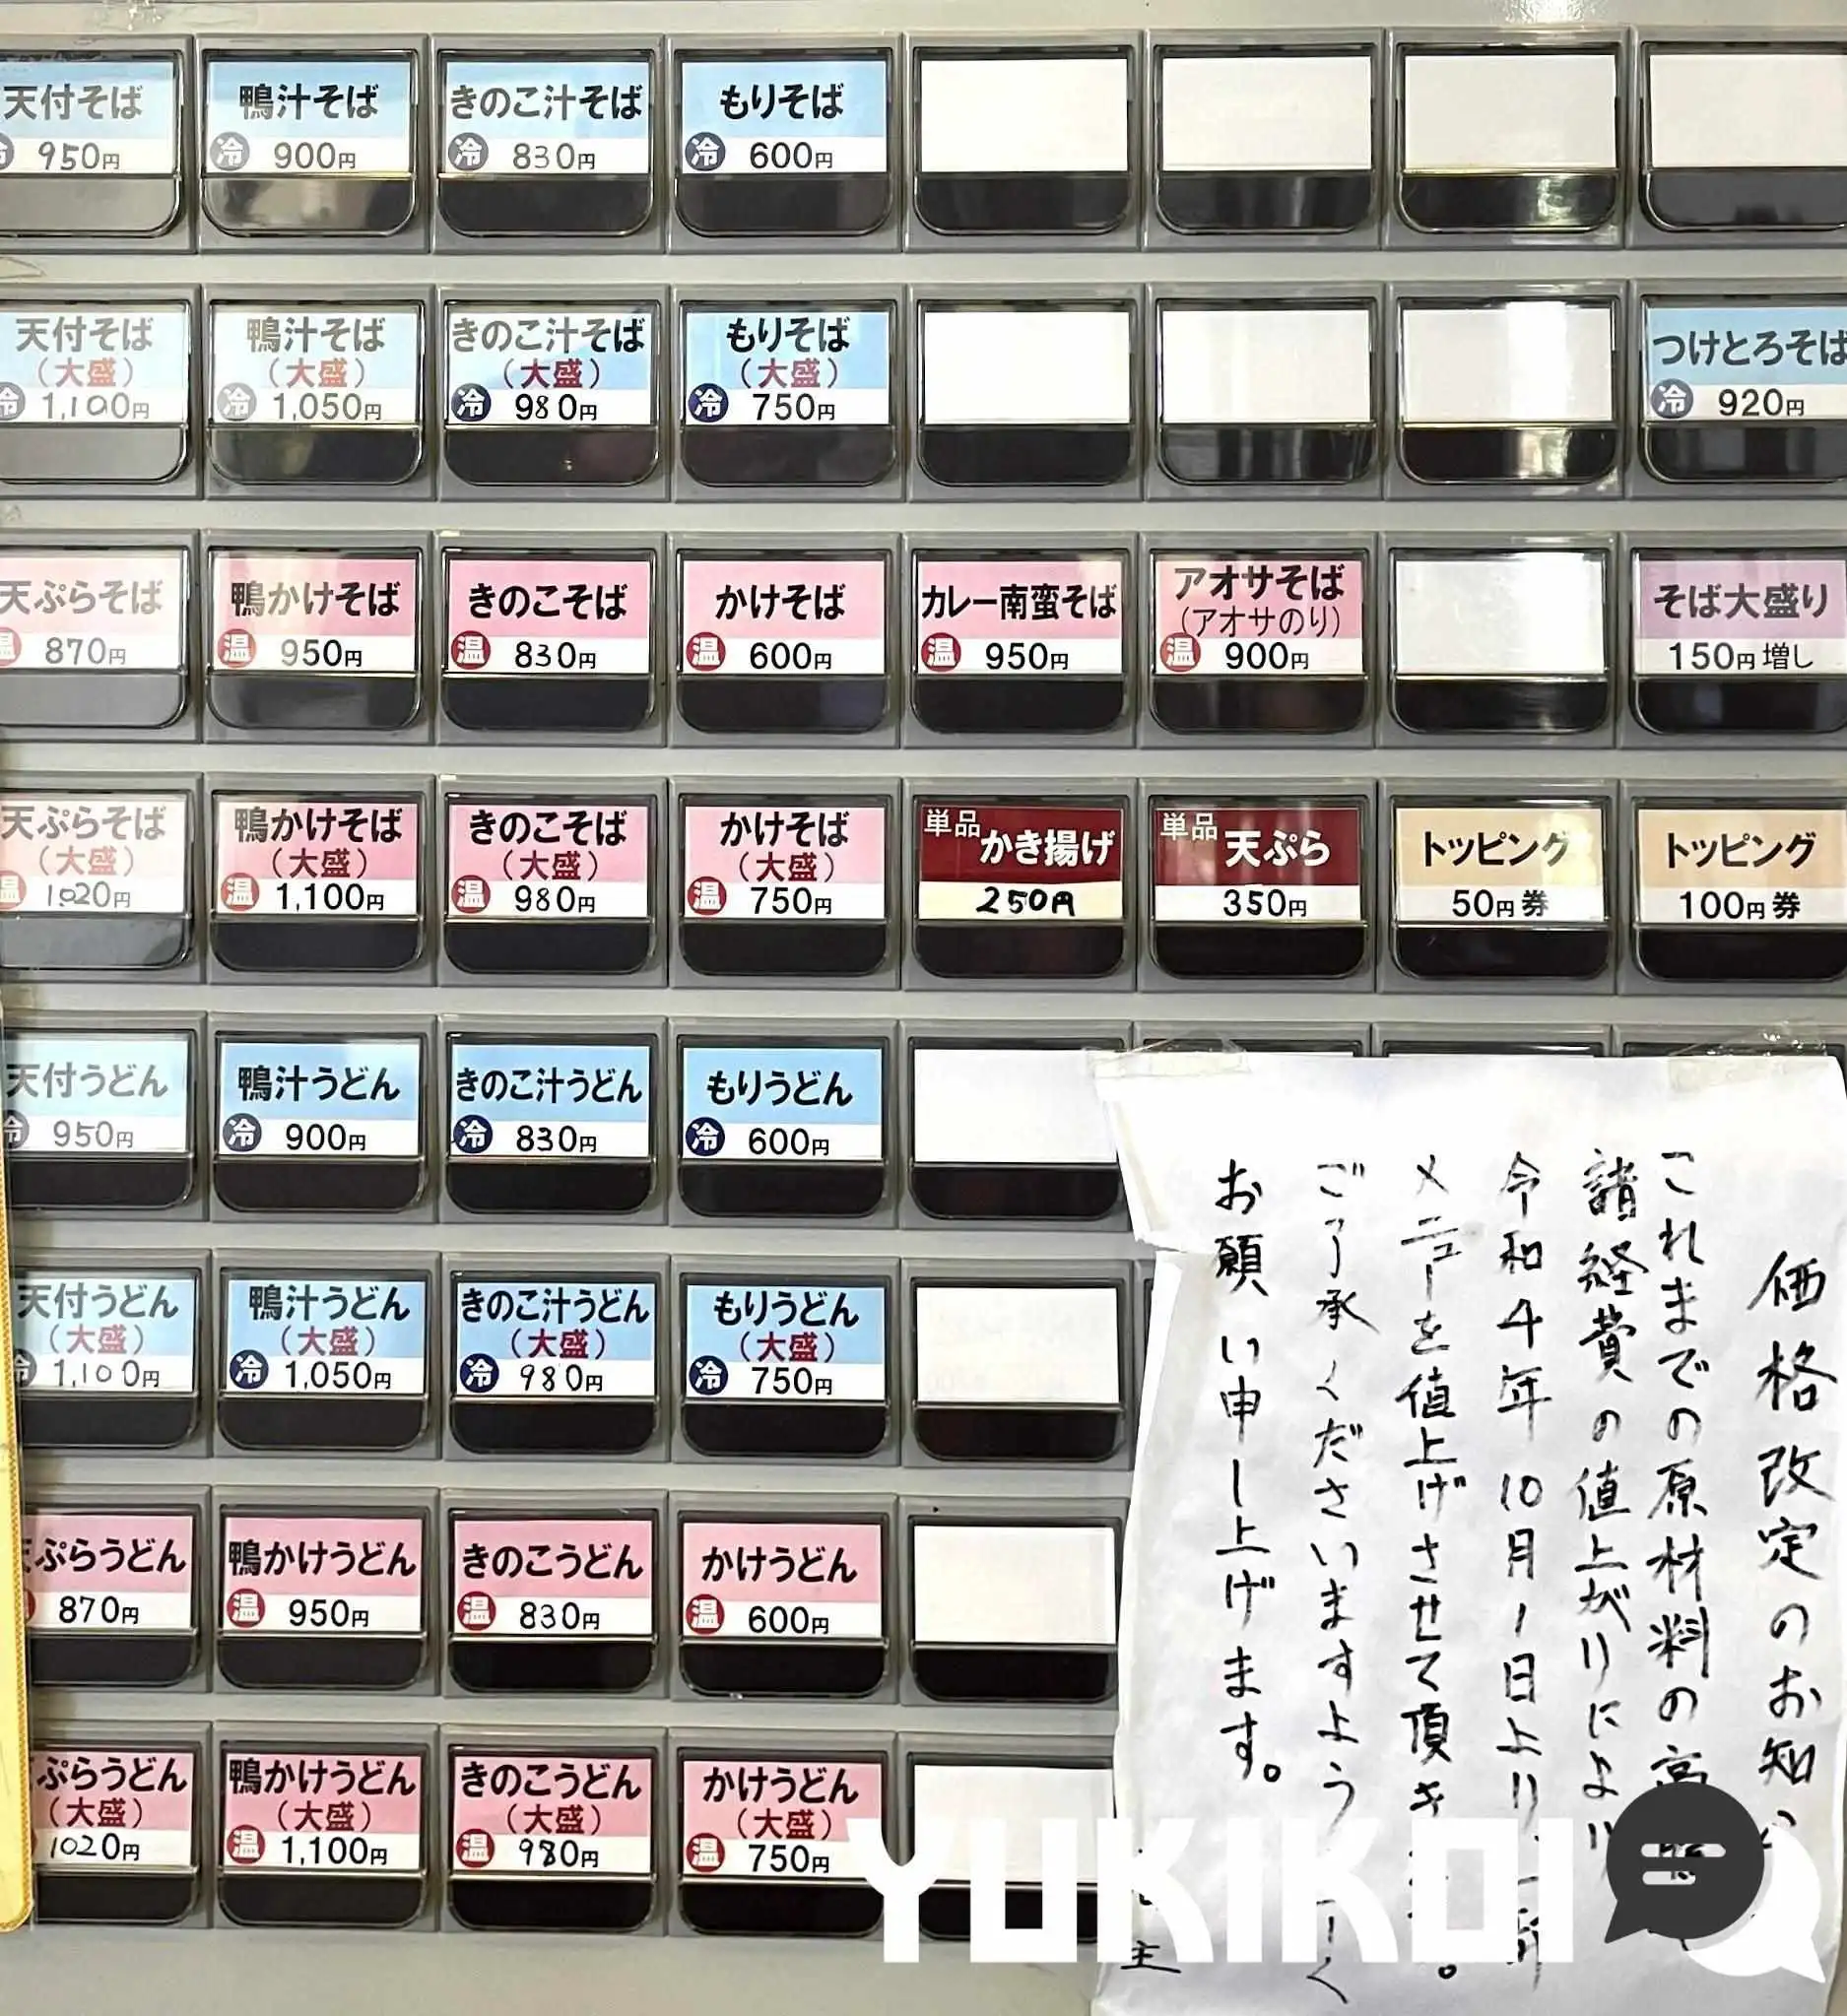 天付そば
冷 950円
鴨汁そば
冷 900円
きのこ汁そば
冷 830円
もりそば
冷 600円
天付そば
(大盛)
冷 1,100円
鴨汁そば
(大盛)
冷 1,050円
きのこ汁そば
(大盛)
冷 980円
もりそば
(大盛)
冷 750円
つけとろそば
冷 920円
天ぷらそば
温 870円
鴨かけそば
温 950円
きのこそば
温 830円
かけそば
温 600円
カレー南蛮そば
温 950円
アオサそば
(アオサのり)
温 900円
そば大盛り
150円増し
天ぷらそば
(大盛)
温 1020円
鴨かけそば
(大盛)
温 1,100円
きのこそば
(大盛)
温 980円
かけそば
(大盛)
温 750円
単品 かき揚げ
250円
単品 天ぷら
350円
トッピング
50円券
トッピング
100円券
天付うどん
冷 950円
鴨汁うどん
冷 900円
きのこ汁うどん
冷 830円
もりうどん
冷 600円
天付うどん
(大盛)
冷 1,100円
鴨汁うどん
(大盛)
冷 1,050円
きのこ汁うどん
(大盛)
冷 980円
もりうどん
(大盛)
冷 750円
ぷらうどん
870円
鴨かけうどん
温 950円
きのこうどん
温 830円
かけうどん
温 600円
ぷらうどん
(大盛)
1020円
鴨かけうどん
(大盛)
温 1,100円
きのこうどん
(大盛)
温 980円
かけうどん
(大盛)
温 750円
価格改定のお知ら
これまでの原材料の高
諸経費の値上がりにより
令和4年10月1日より
メニューを値上げさせて頂き
ご了承くださいますよう
お願い申し上げます。
主
YUKIKOI